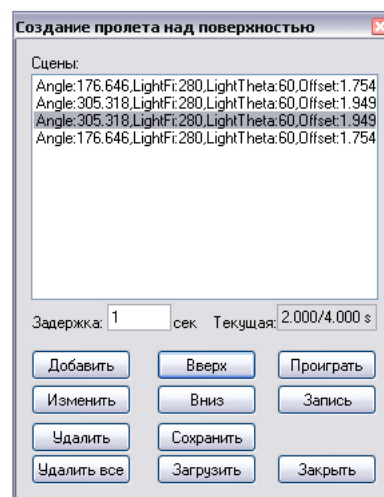 Создание пролета над поверхностью
Сцены:
Angle:176.646,LightFi:280,LightTheta:60,Offset:1.754
Angle:305.318,LightFi:280,LightTheta:60,Offset:1.949
Angle:305.318,LightFi:280,LightTheta:60,Offset:1.949
Angle:176.646,LightFi:280,LightTheta:60,Offset:1.754
Задержка: 1 сек Текущая: 2.000/4.000 s
Добавить Вверх Проиграть
Изменить Вниз Запись
Удалить Сохранить
Удалить все Загрузить Закрыть